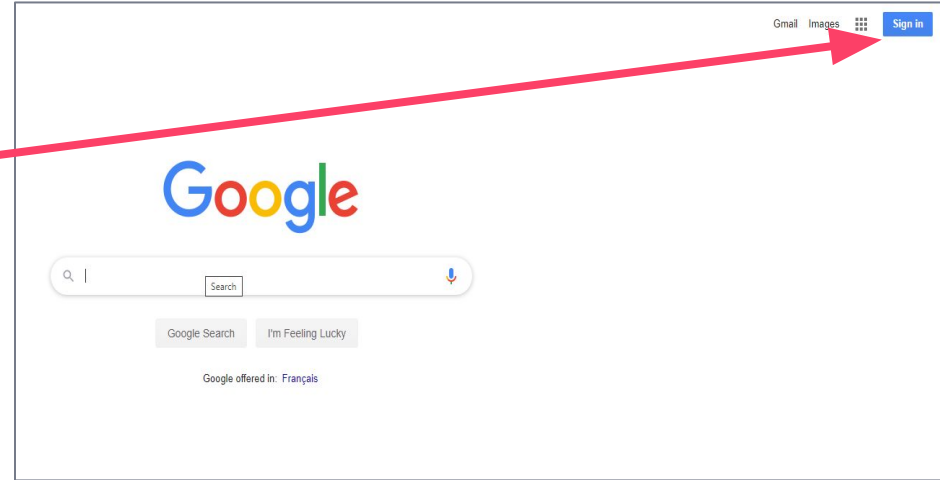 Gmail Images Sign in
Google
Search
Google Search I'm Feeling Lucky
Google offered in: Français